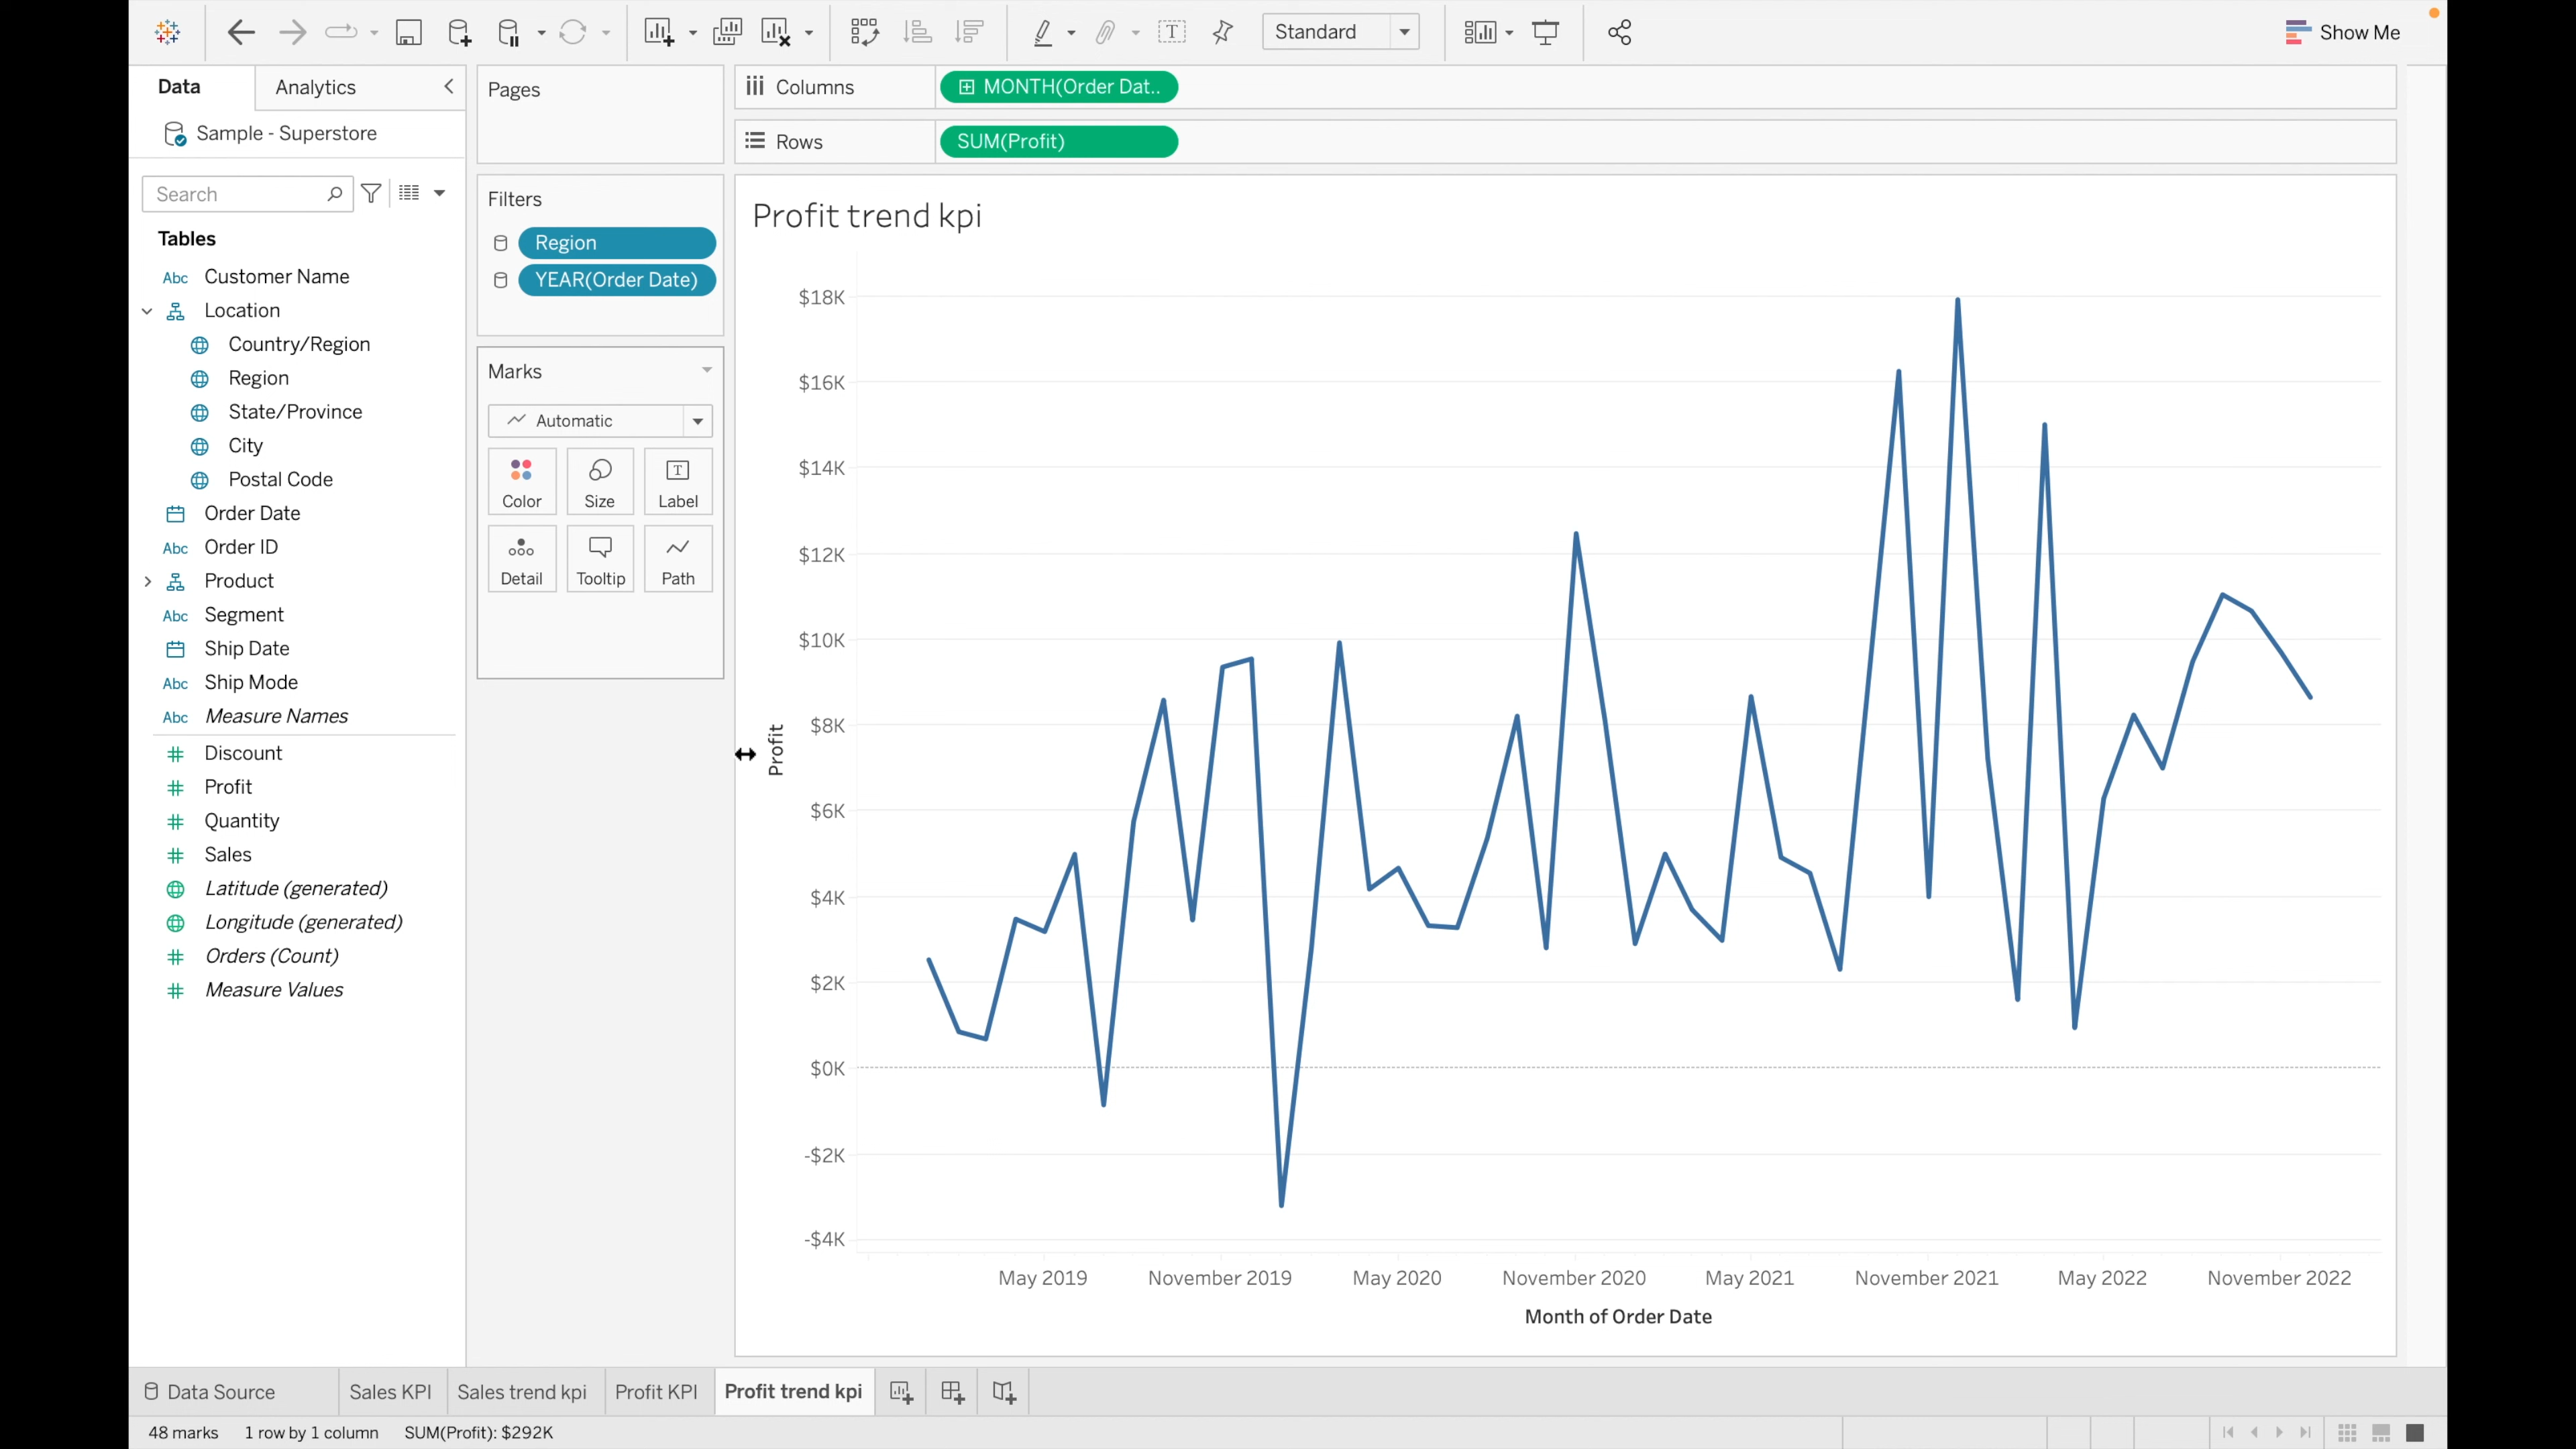 Standard
Show Me
Data
Analytics
Sample - Superstore
Search
Tables
Abc Customer Name
Location
Country/Region
Region
State/Province
City
Postal Code
Order Date
Abc Order ID
Product
Abc Segment
Ship Date
Abc Ship Mode
Abc Measure Names
Discount
Profit
Quantity
Sales
Latitude (generated)
Longitude (generated)
Orders (Count)
Measure Values
Pages
Filters
Region
YEAR(Order Date)
Marks
Automatic
Color Size Label
Detail Tooltip Path
Columns MONTH(Order Dat..
Rows SUM(Profit)
Profit trend kpi
$18K
$16K
$14K
$12K
$10K
$8K
$6K
$4K
$2K
$0K
-$2K
-$4K
Profit
May 2019 November 2019 May 2020 November 2020 May 2021 November 2021 May 2022 November 2022
Month of Order Date
Data Source Sales KPI Sales trend kpi Profit KPI Profit trend kpi
48 marks 1 row by 1 column SUM(Profit): $292K